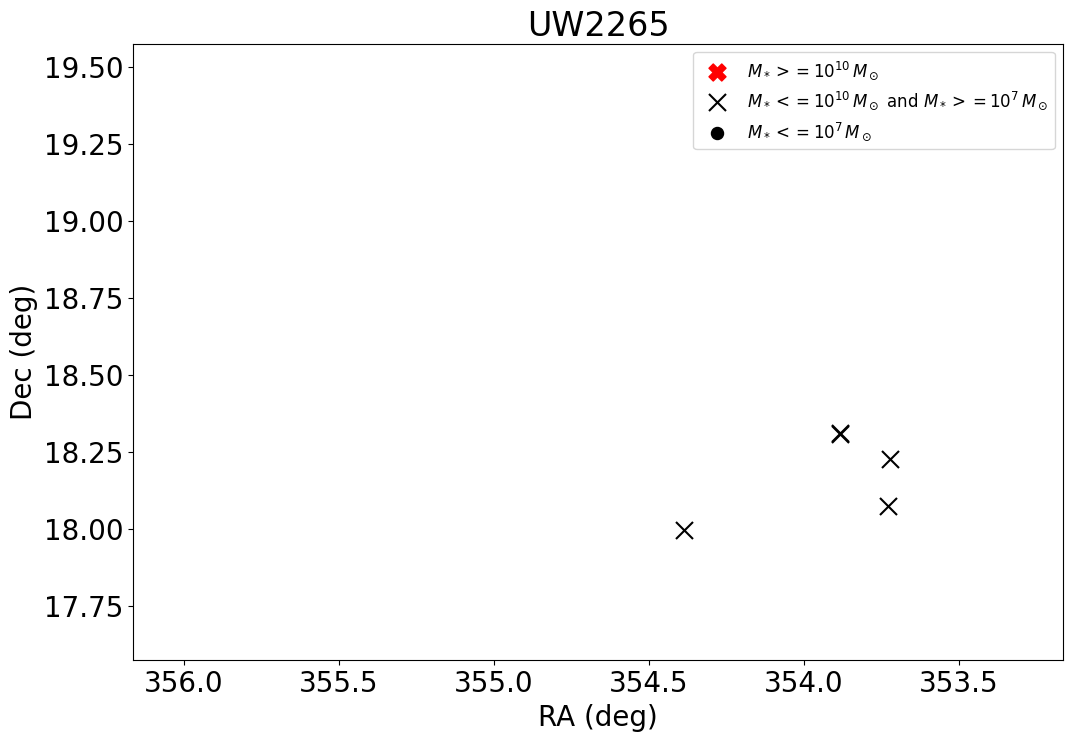 UW2265
19.50
19.25
19.00
18.75
18.50
18.25
18.00
17.75
Dec (deg)
M* >= 10^10 M⊙
M* <= 10^10 M⊙ and M* >= 10^7 M⊙
M* <= 10^7 M⊙
356.0 355.5 355.0 354.5 354.0 353.5
RA (deg)